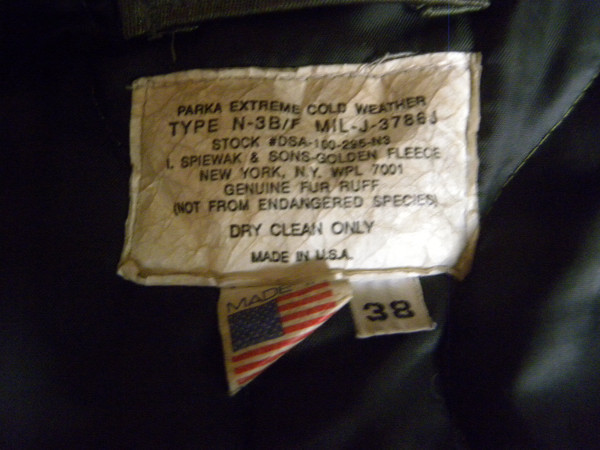 PARKA EXTREME COLD WEATHER
TYPE N-3B/F MIL-J-37863
STOCK #DSA-100-295-N3
I. SPIEWAK & SONS-GOLDEN FLEECE
NEW YORK, N.Y. WPL 7001
GENUINE FUR RUFF
(NOT FROM ENDANGERED SPECIES)
DRY CLEAN ONLY
MADE IN U.S.A.
MADE
38